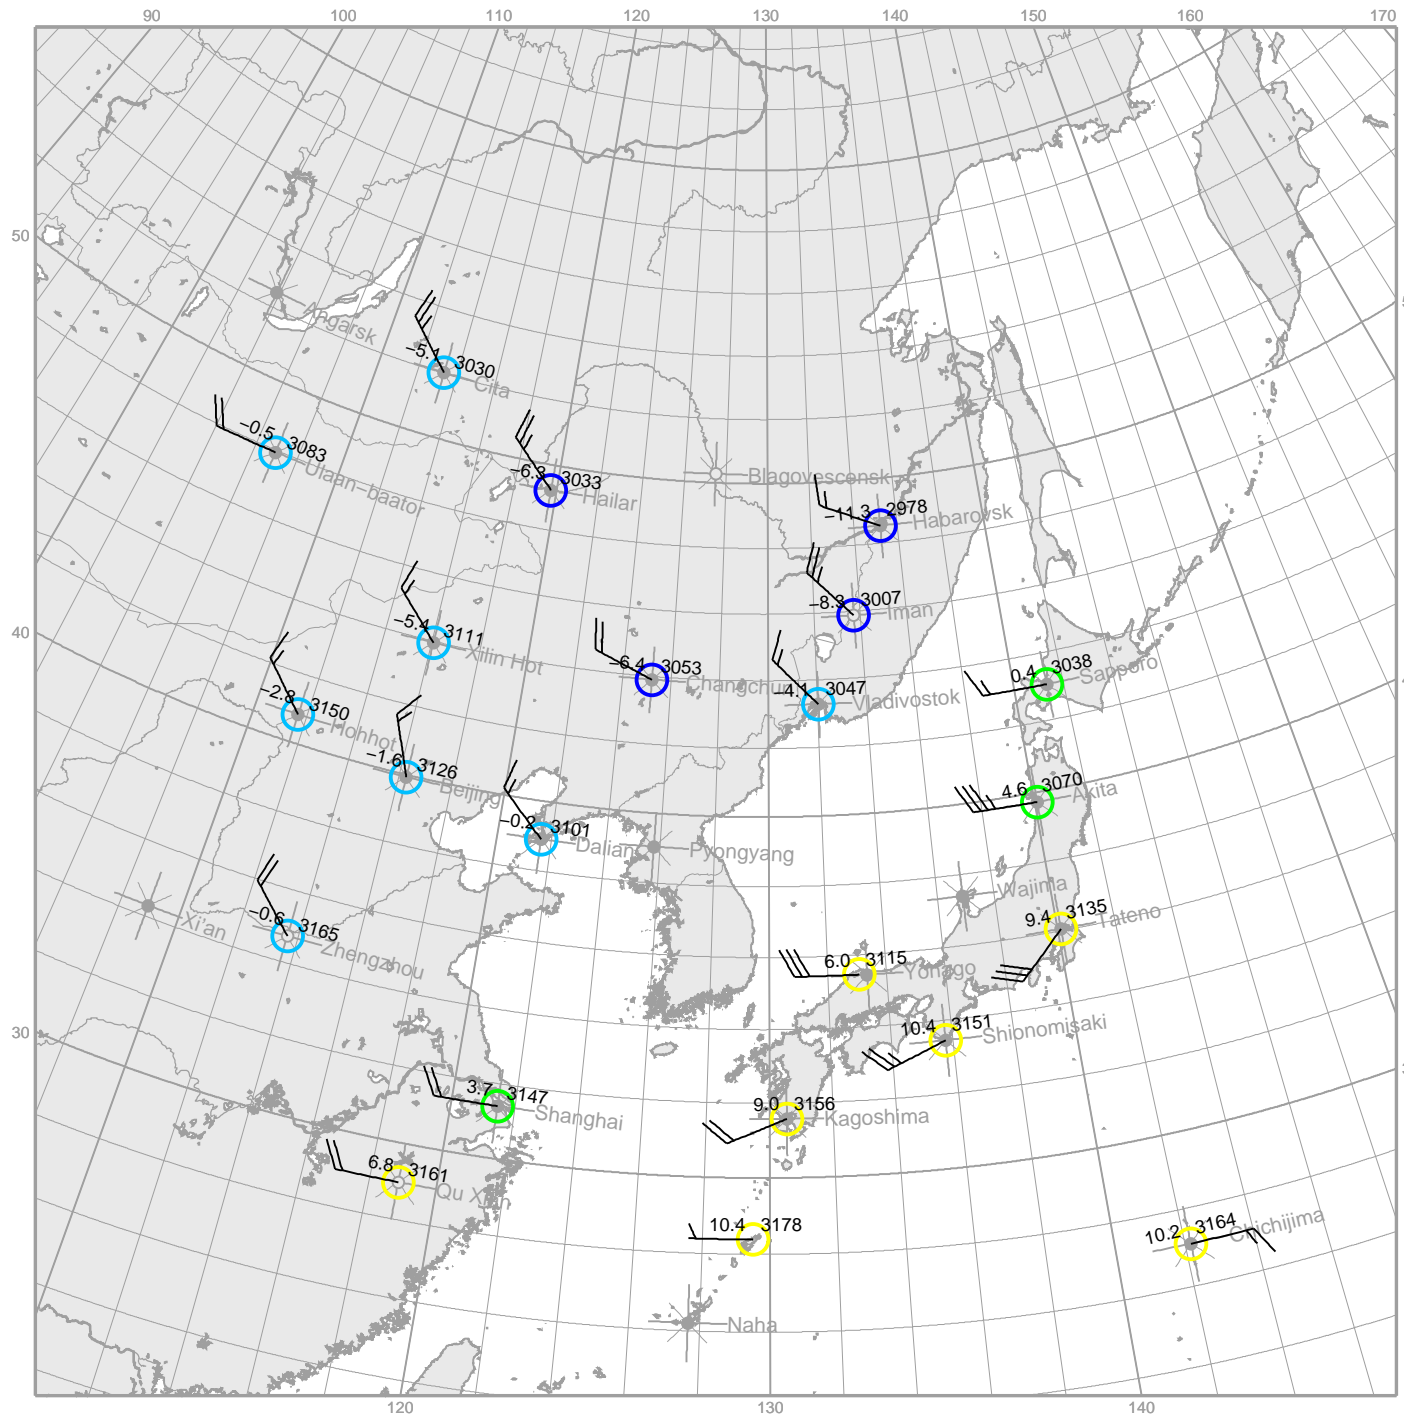 90 100 110 120 130 140 150 160 170
50
Angarsk
−5.1 3030
Cita
−0.5 3083
Ulaan−baator
−6.3 3033
Hailar
Blagovescensk
−11.3 2978
Habarovsk
−8.3 3007
Iman
40
−5.4 3111
Xilin Hot
−6.4 3053
Changchun
−4.1 3047
Vladivostok
0.4 3038
Sapporo
−2.8 3150
Hohhot
−1.6 3126
Beijing
4.6 3070
Akita
−0.2 3101
Dalian
Pyongyang
Wajima
Xi'an
−0.6 3165
Zhengzhou
9.4 3135
Tateno
6.0 3115
Yonago
10.4 3151
Shionomisaki
30
3.7 3147
Shanghai
9.0 3156
Kagoshima
6.8 3161
Qu Xian
10.4 3178
10.2 3164
Chichijima
Naha
120 130 140